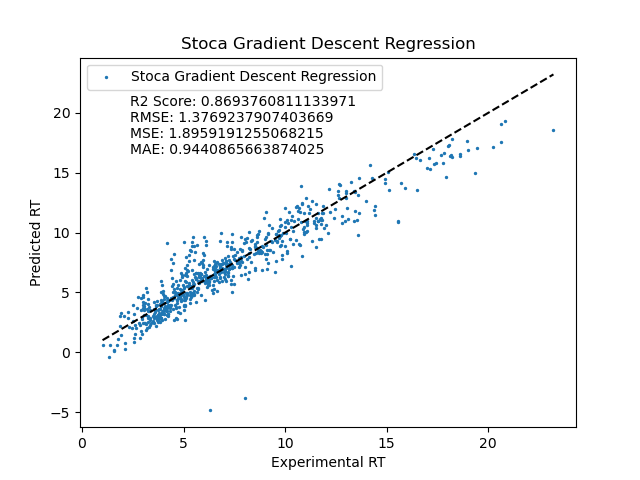 Stoca Gradient Descent Regression
Stoca Gradient Descent Regression
R2 Score: 0.8693760811133971
RMSE: 1.3769237907403669
MSE: 1.8959191255068215
MAE: 0.9440865663874025
20
15
10
5
0
−5
Predicted RT
0 5 10 15 20
Experimental RT